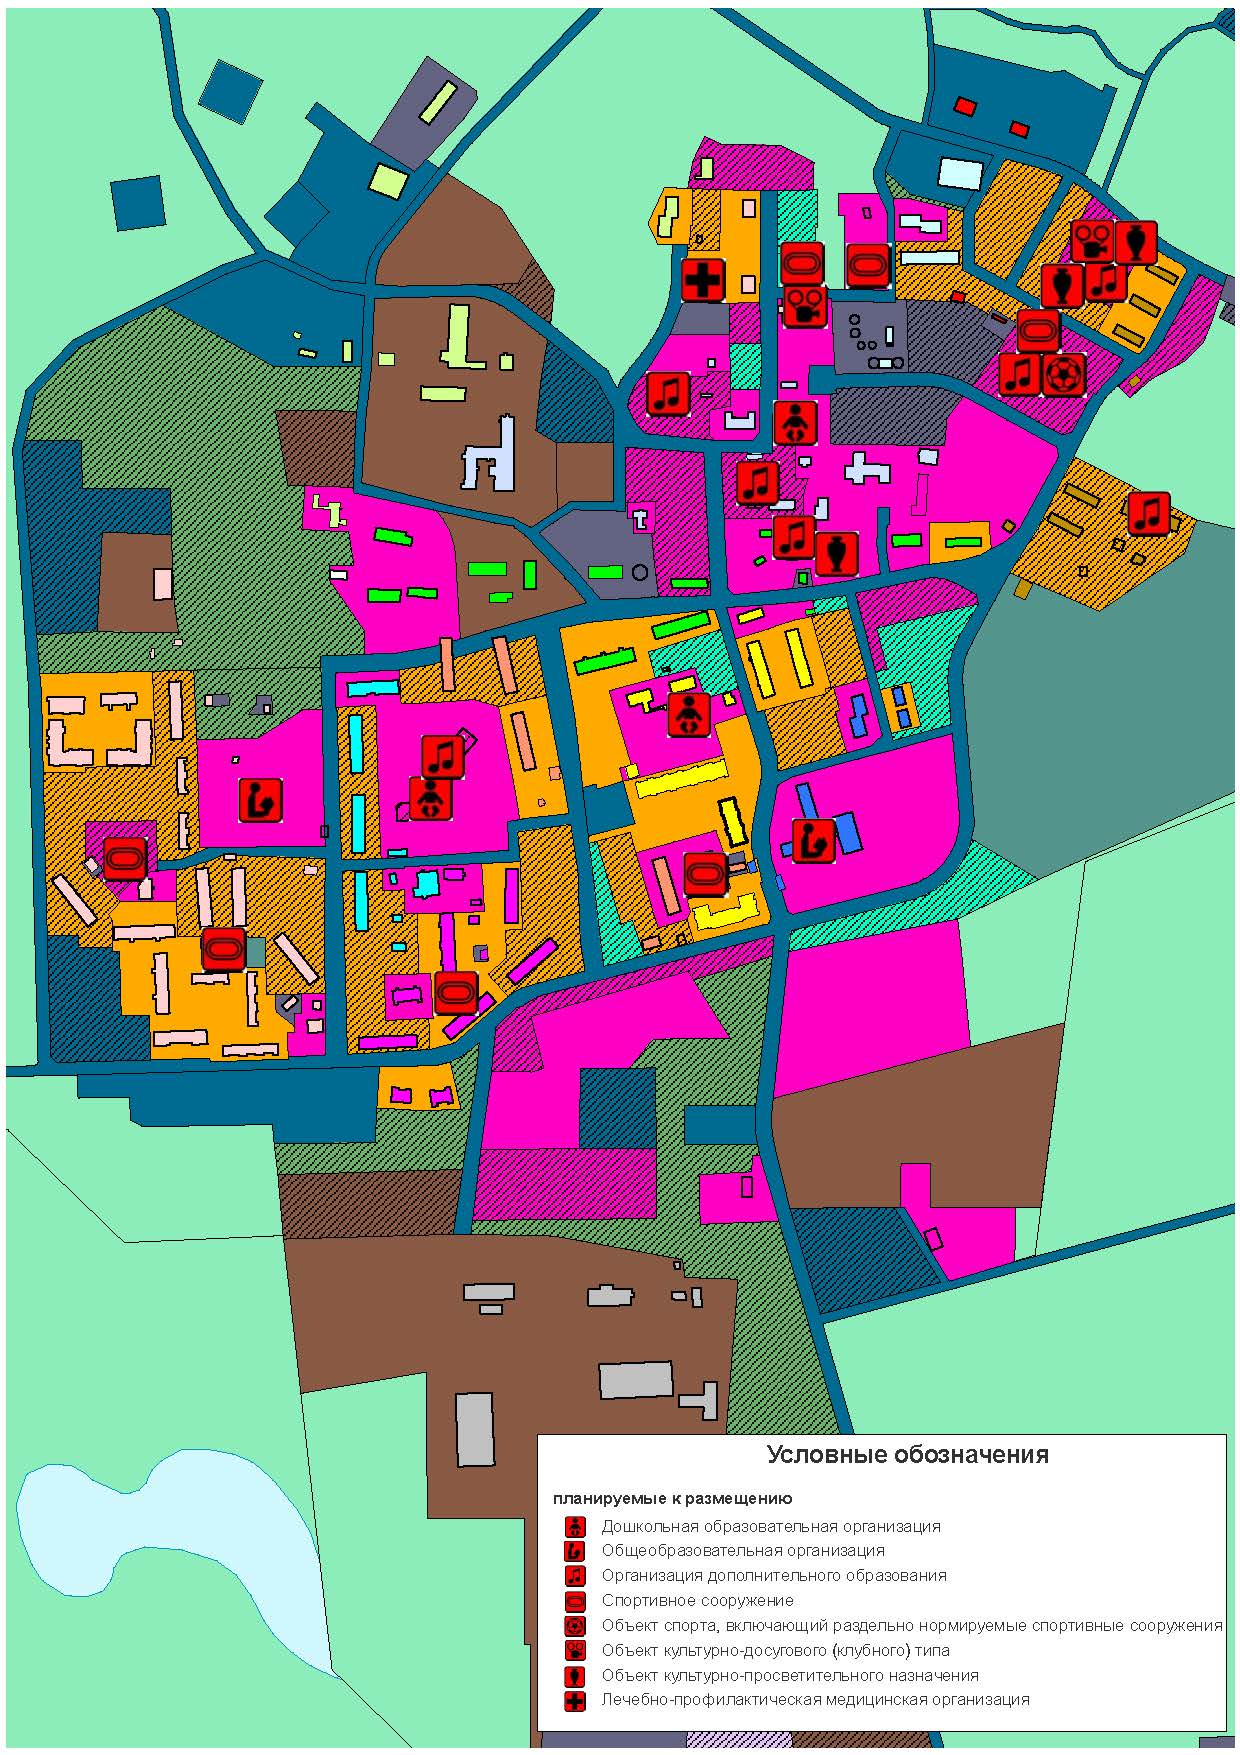 Условные обозначения
планируемые к размещению
Дошкольная образовательная организация
Общеобразовательная организация
Организация дополнительного образования
Спортивное сооружение
Объект спорта, включающий раздельно нормируемые спортивные сооружения
Объект культурно-досугового (клубного) типа
Объект культурно-просветительного назначения
Лечебно-профилактическая медицинская организация